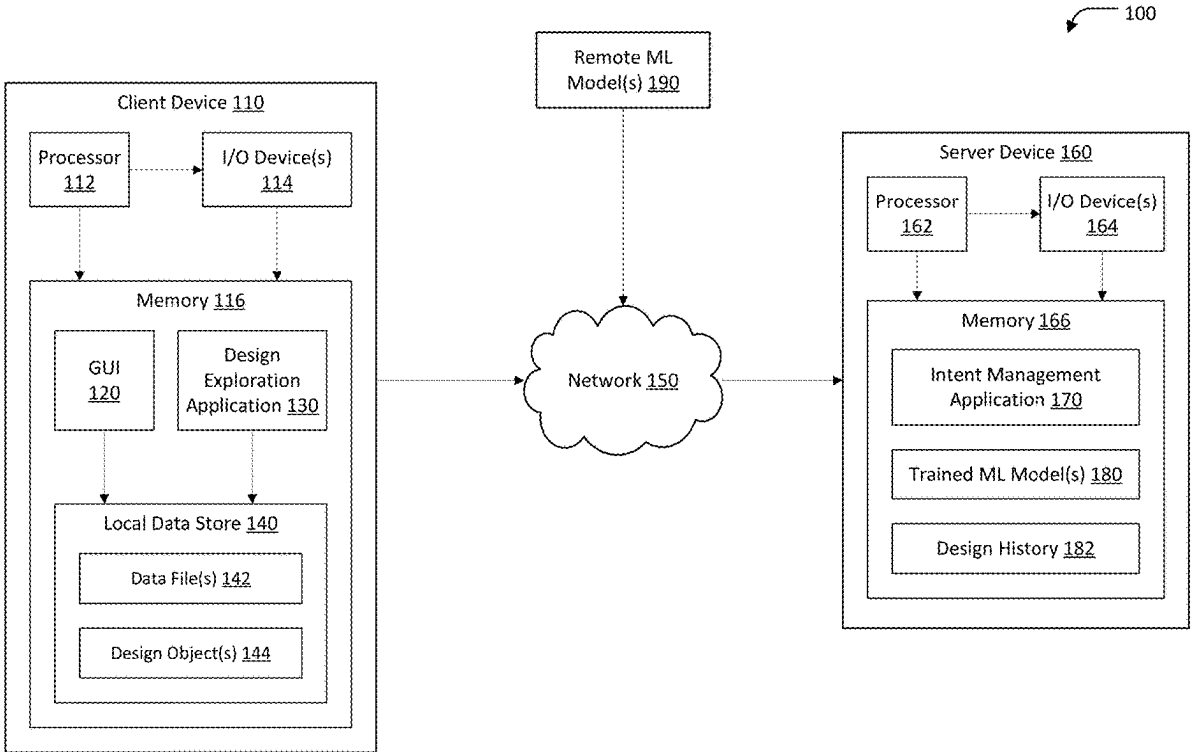 100
Remote ML
Model(s) 190
Client Device 110
Processor
112
I/O Device(s)
114
Memory 116
GUI
120
Design
Exploration
Application 130
Local Data Store 140
Data File(s) 142
Design Object(s) 144
Network 150
Server Device 160
Processor
162
I/O Device(s)
164
Memory 166
Intent Management
Application 170
Trained ML Model(s) 180
Design History 182